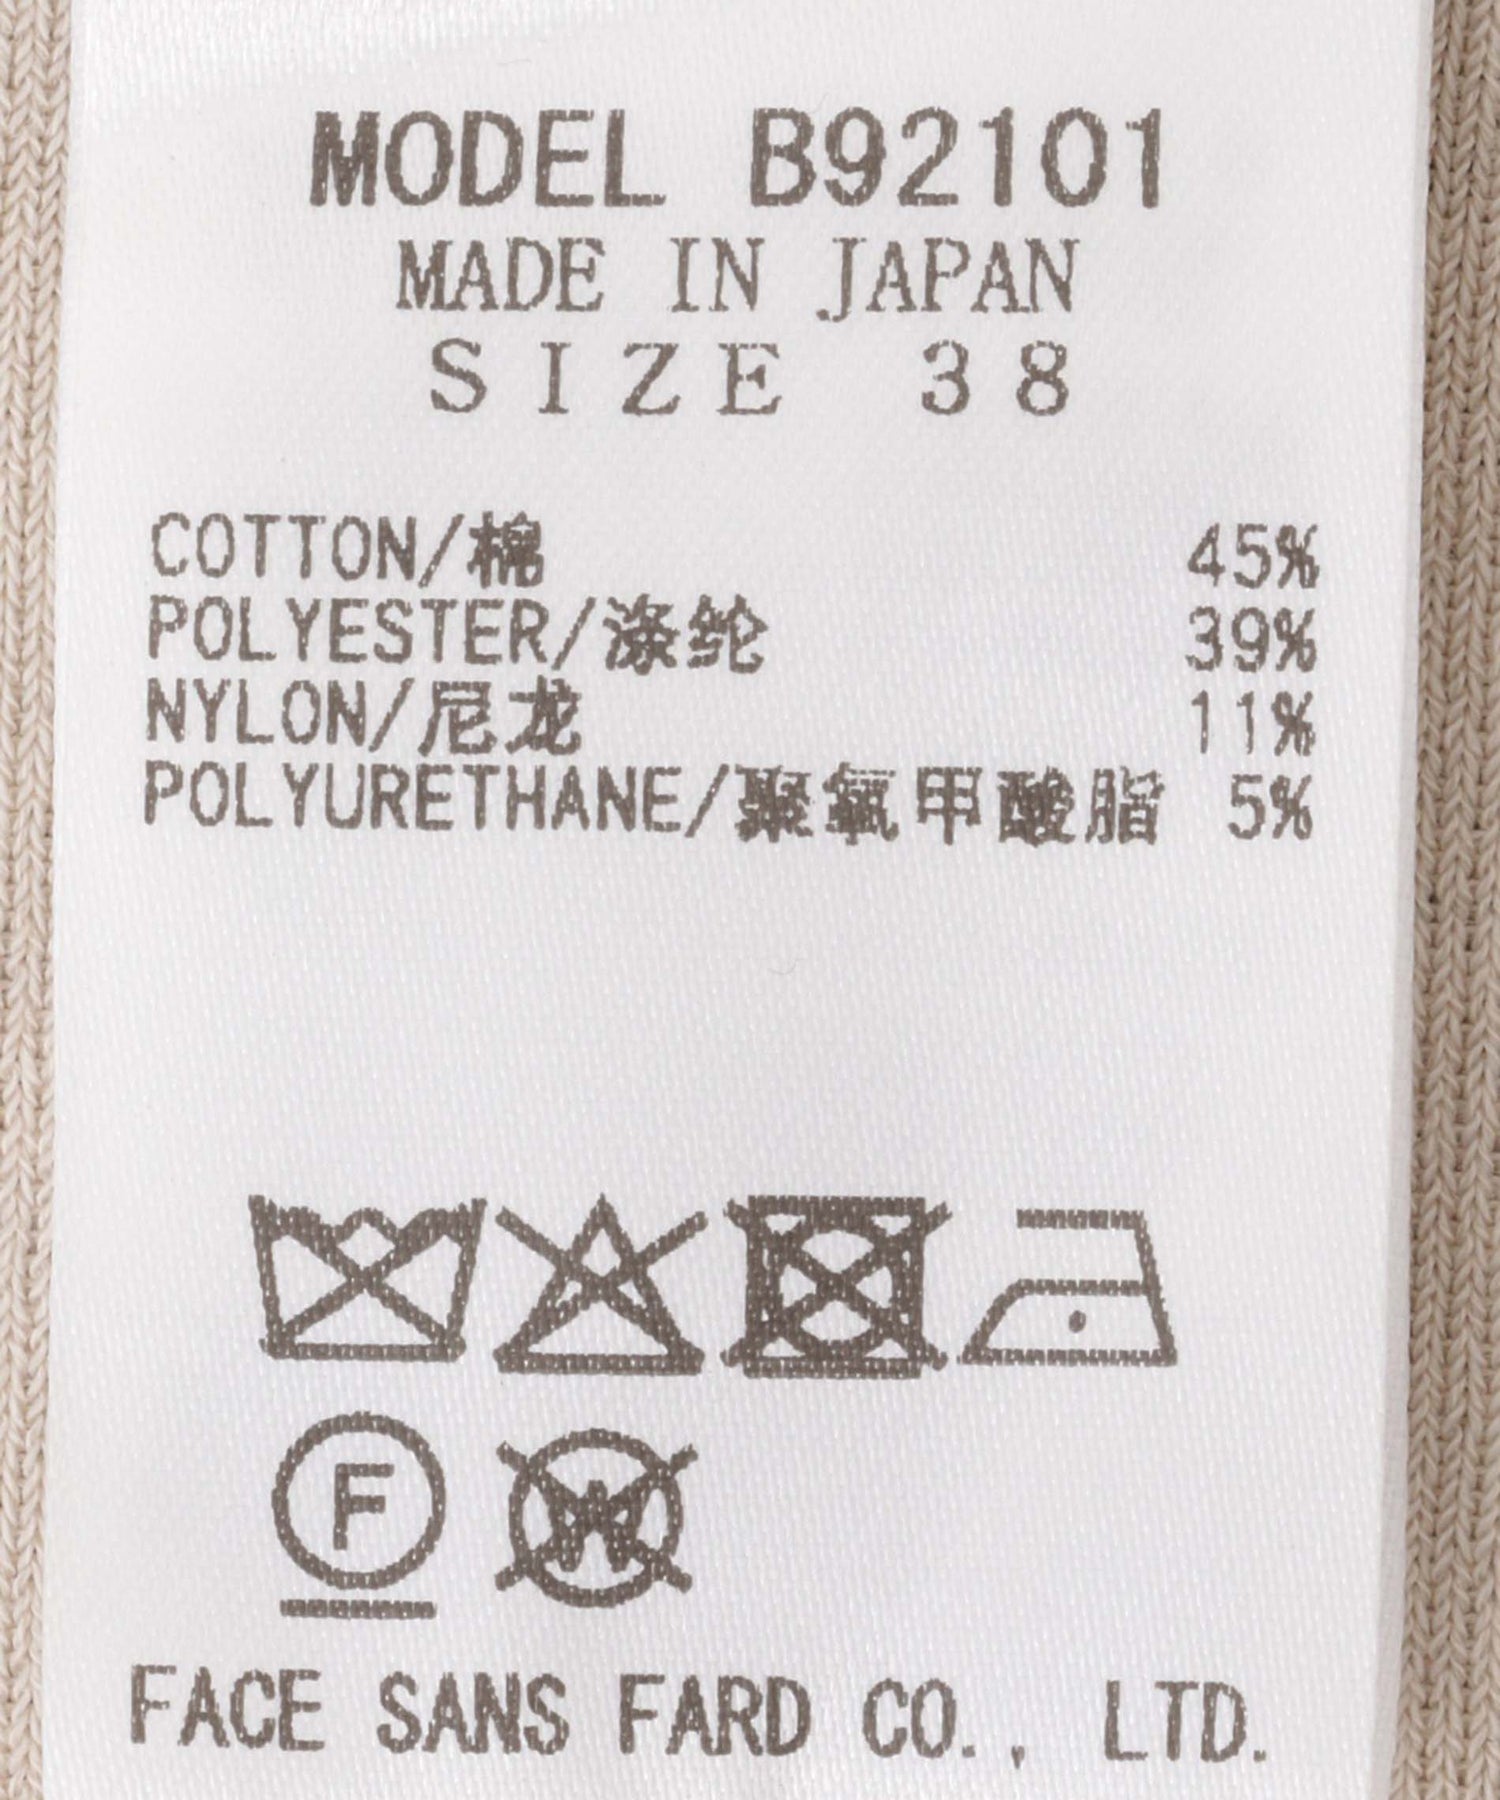 MODEL B92101
MADE IN JAPAN
SIZE 38
COTTON/棉 45%
POLYESTER/涤纶 39%
NYLON/尼龙 11%
POLYURETHANE/聚氧甲酸脂 5%
F
W
FACE SANS FARD CO., LTD.